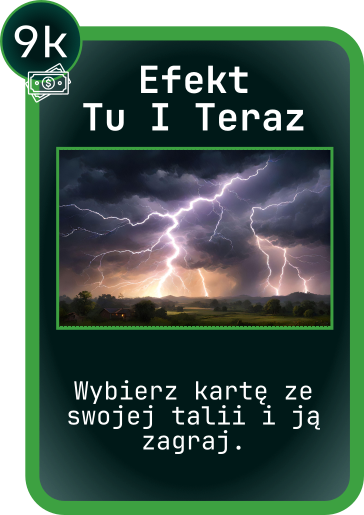 9k
Efekt
Tu I Teraz
Wybierz kartę ze
swojej talii i ją
zagraj.